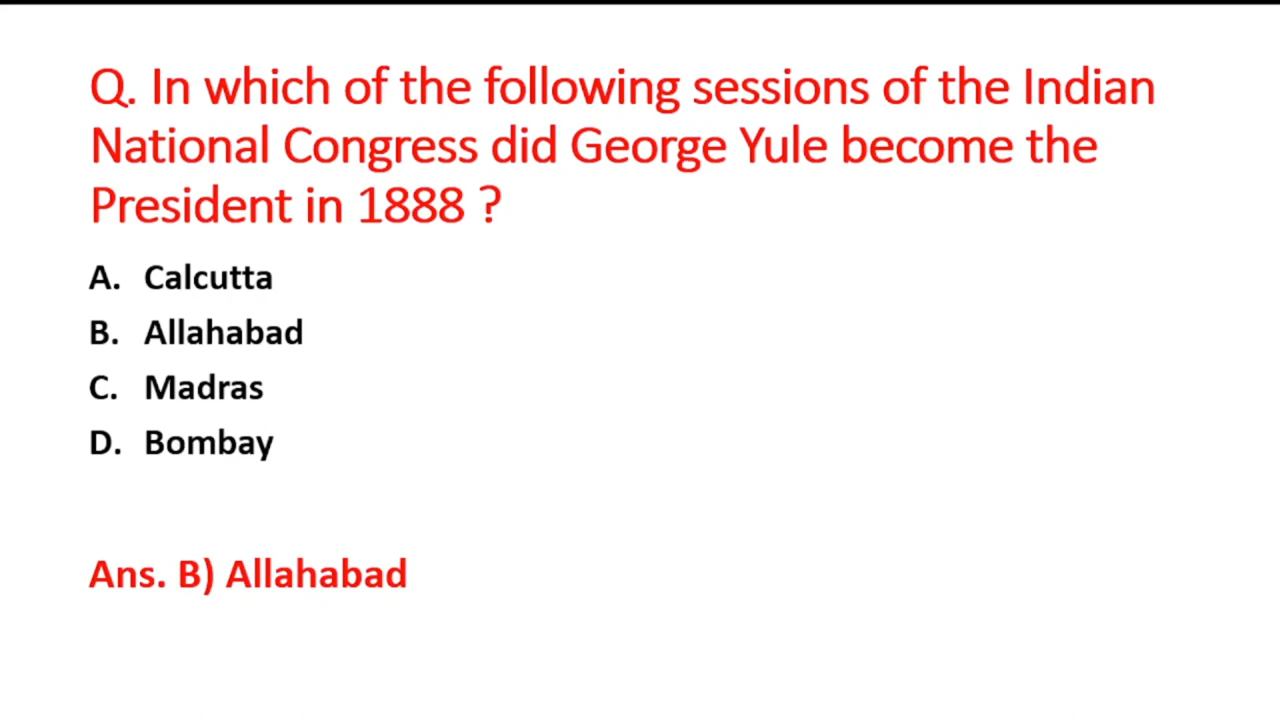 Q. In which of the following sessions of the Indian
National Congress did George Yule become the
President in 1888 ?
A. Calcutta
B. Allahabad
C. Madras
D. Bombay
Ans. B) Allahabad